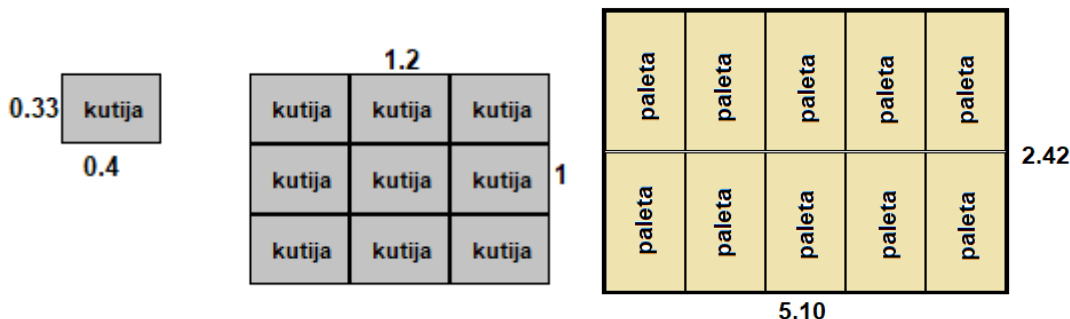 0.33
kutija
0.4
1.2
kutija kutija kutija
kutija kutija kutija
kutija kutija kutija
1
paleta paleta paleta paleta paleta
paleta paleta paleta paleta paleta
2.42
5.10